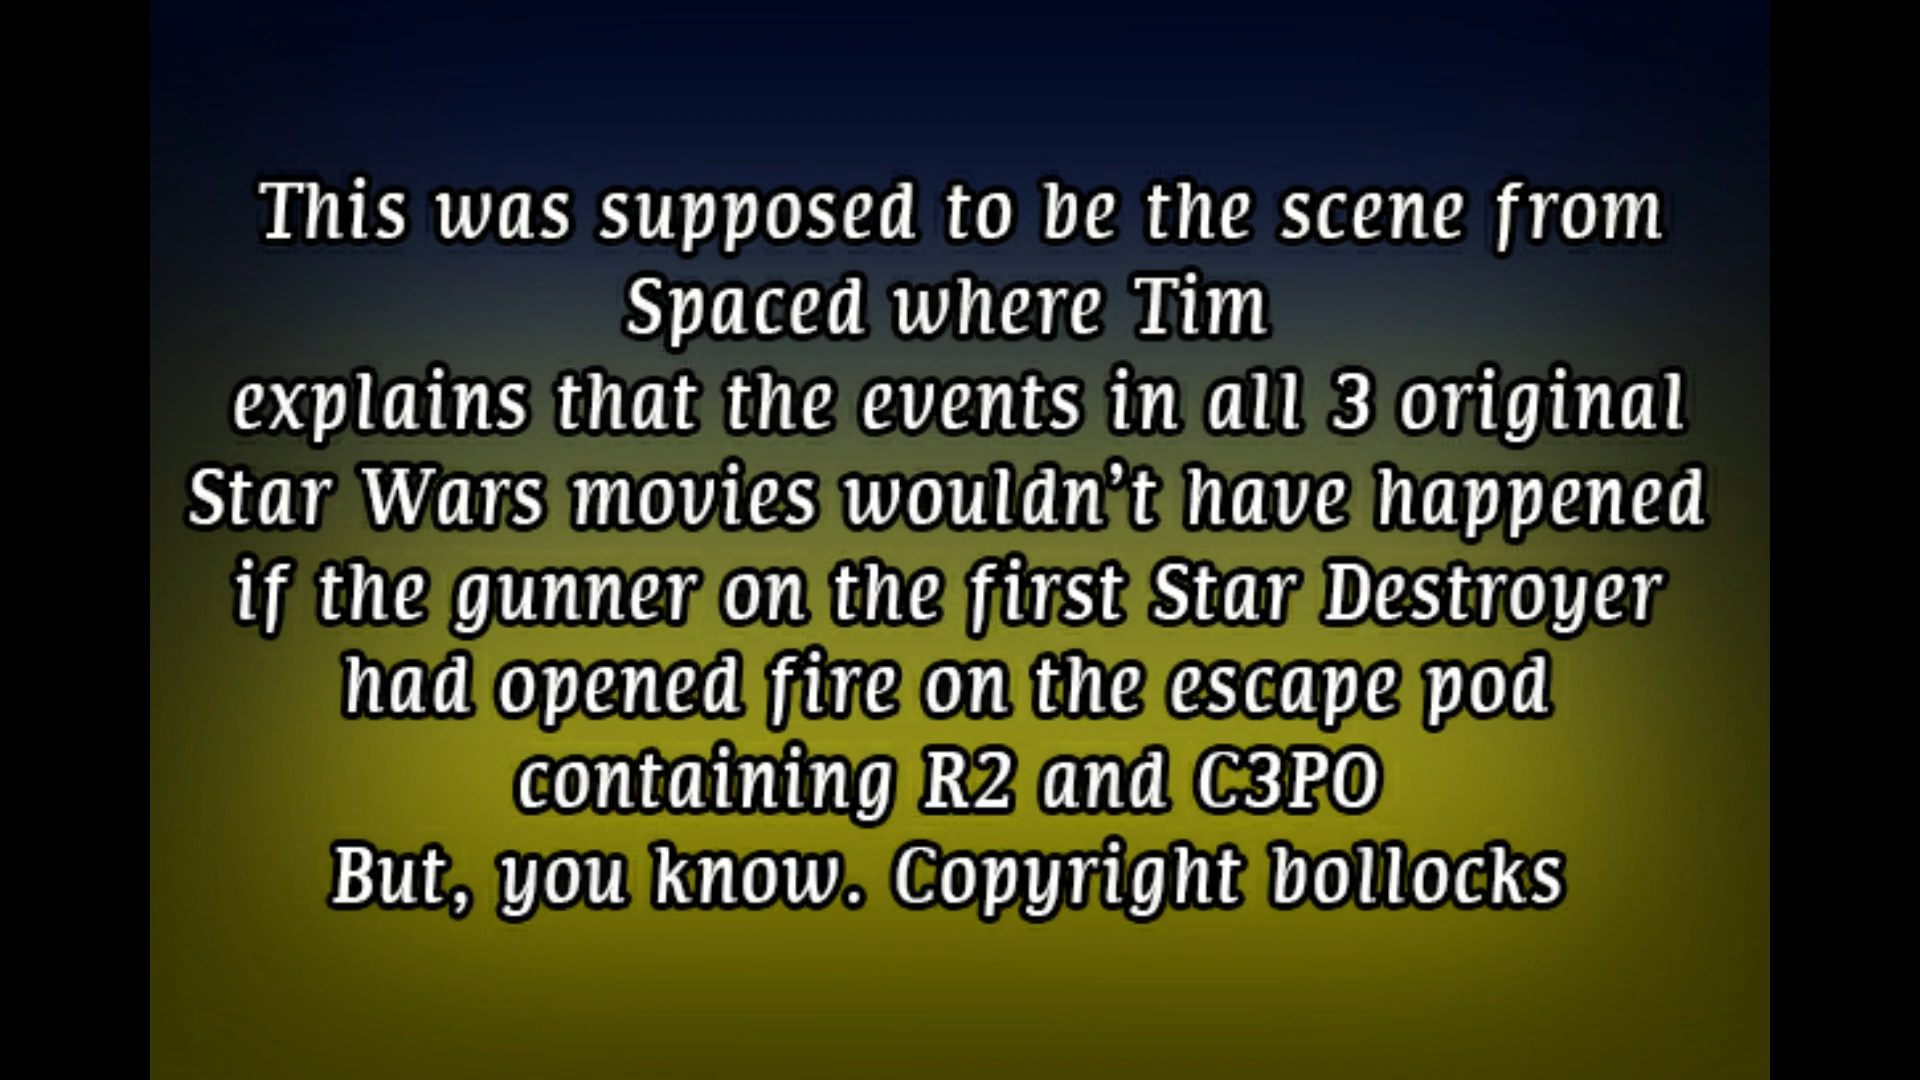 This was supposed to be the scene from
Spaced where Tim
explains that the events in all 3 original
Star Wars movies wouldn’t have happened
if the gunner on the first Star Destroyer
had opened fire on the escape pod
containing R2 and C3PO
But, you know. Copyright bollocks